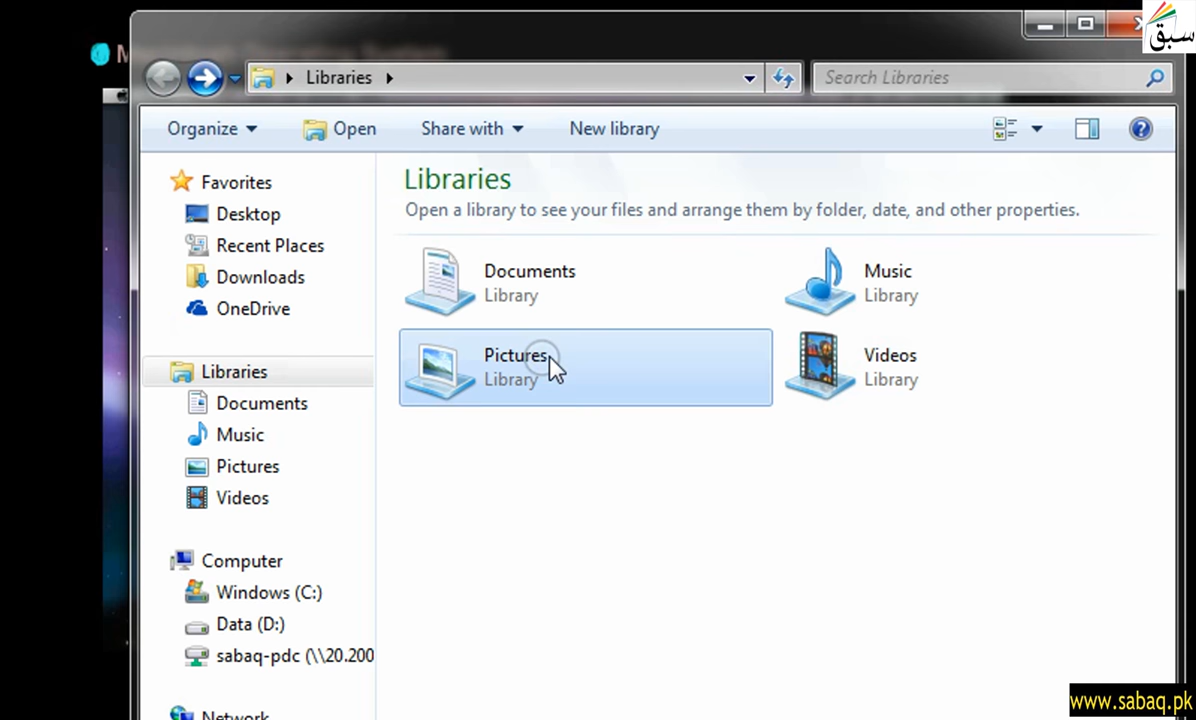 سبق
Libraries
Search Libraries
Organize
Open
Share with
New library
Favorites
Desktop
Recent Places
Downloads
OneDrive
Libraries
Documents
Music
Pictures
Videos
Computer
Windows (C:)
Data (D:)
sabaq-pdc (\\20.200
Network
Libraries
Open a library to see your files and arrange them by folder, date, and other properties.
Documents
Library
Music
Library
Pictures
Library
Videos
Library
www.sabaq.pk